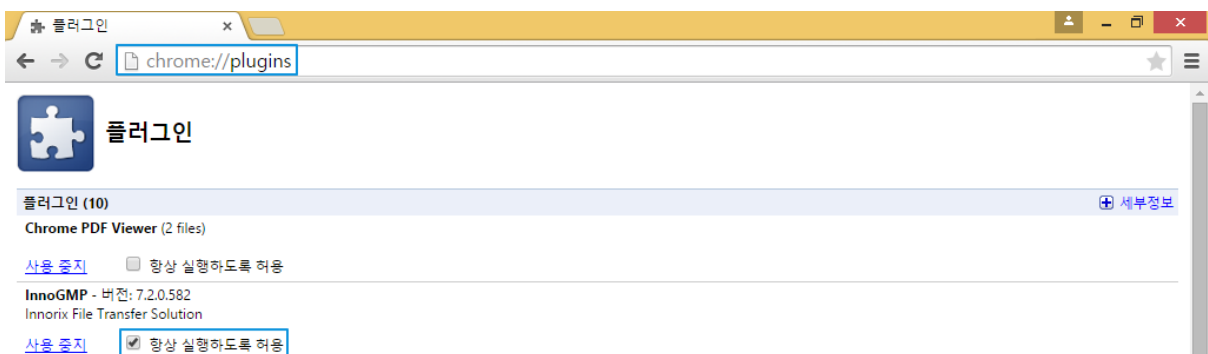 플러그인
chrome://plugins
플러그인
플러그인 (10) 세부정보
Chrome PDF Viewer (2 files)
사용 중지 항상 실행하도록 허용
InnoGMP - 버전: 7.2.0.582
Innorix File Transfer Solution
사용 중지 항상 실행하도록 허용